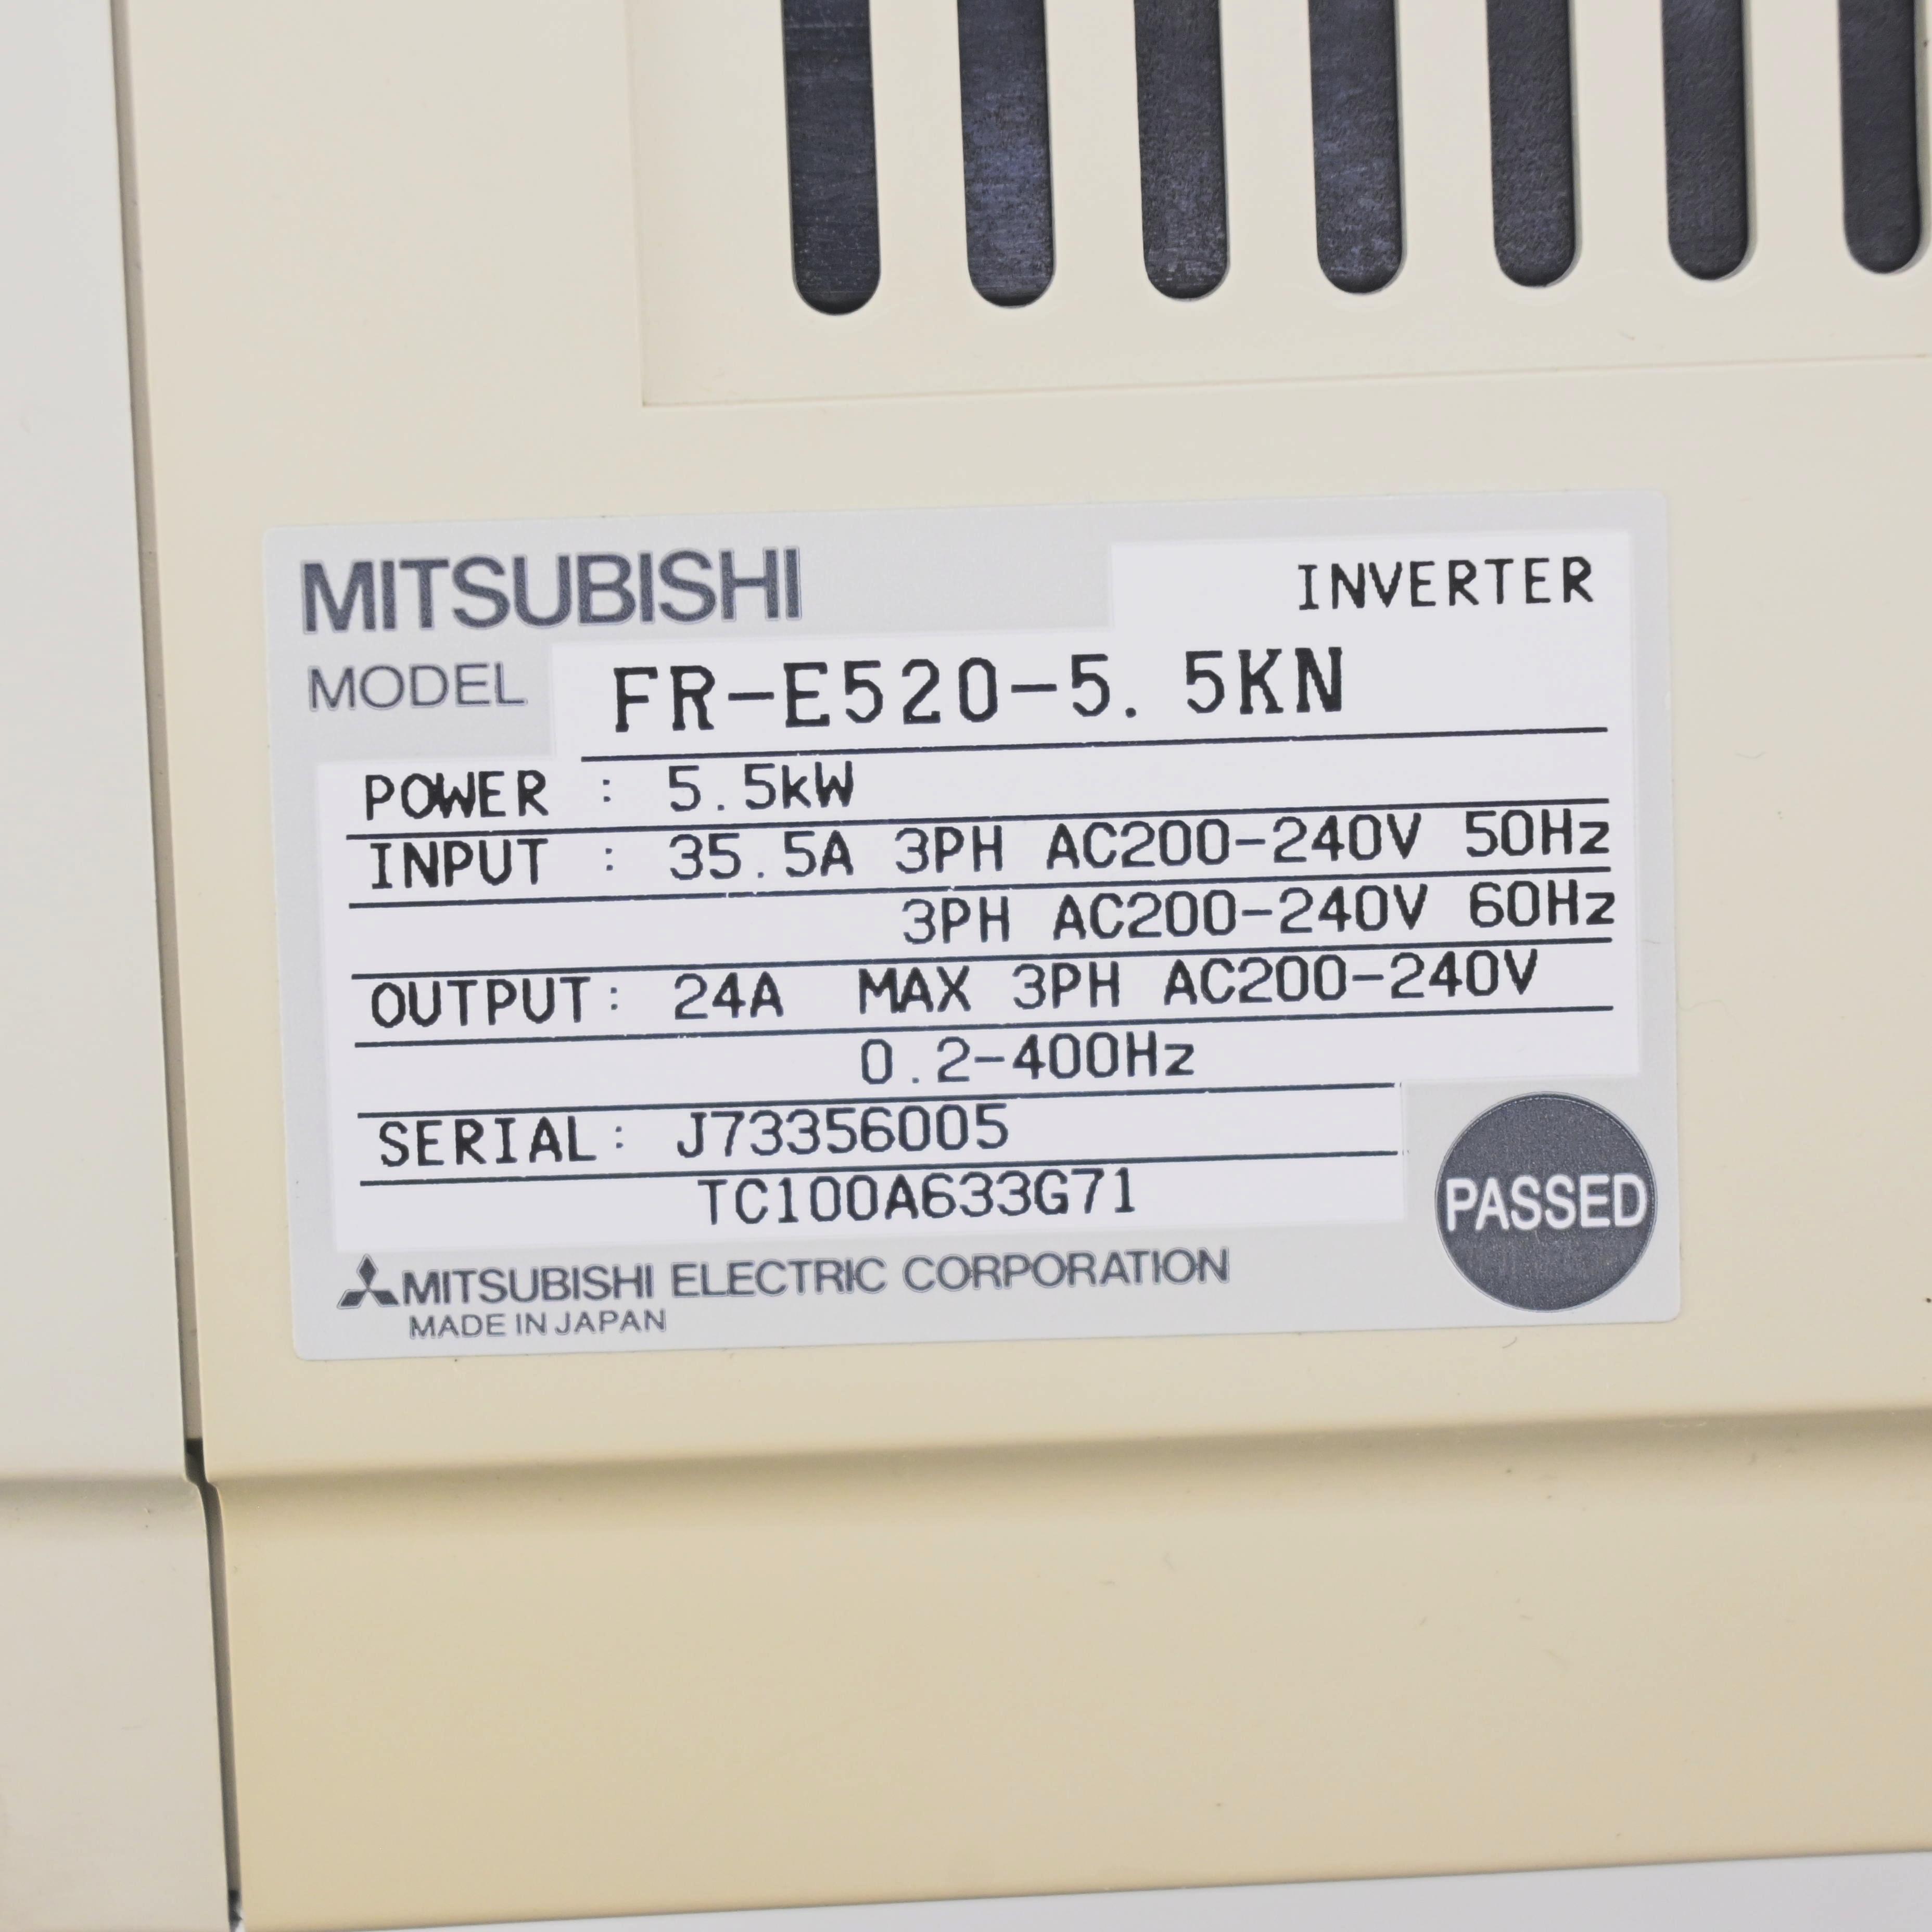 MITSUBISHI INVERTER
MODEL FR-E520-5.5KN
POWER : 5.5kW
INPUT : 35.5A 3PH AC200-240V 50Hz
3PH AC200-240V 60Hz
OUTPUT: 24A MAX 3PH AC200-240V
0.2-400Hz
SERIAL: J73356005
TC100A633G71
PASSED
MITSUBISHI ELECTRIC CORPORATION
MADE IN JAPAN